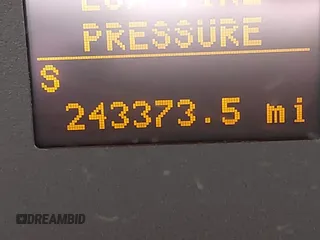 PRESSURE
S
243373.5 mi
DREAMBID